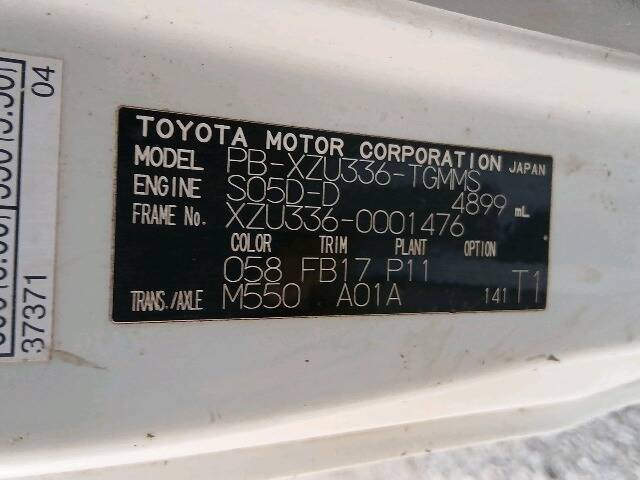 TOYOTA MOTOR CORPORATION JAPAN
MODEL PB-XZU336-TGMMS
ENGINE S05D-D 4899 mL
FRAME No. XZU336-0001476
COLOR TRIM PLANT OPTION
058 FB17 P11
TRANS./AXLE M550 A01A 141 T1
04
37371